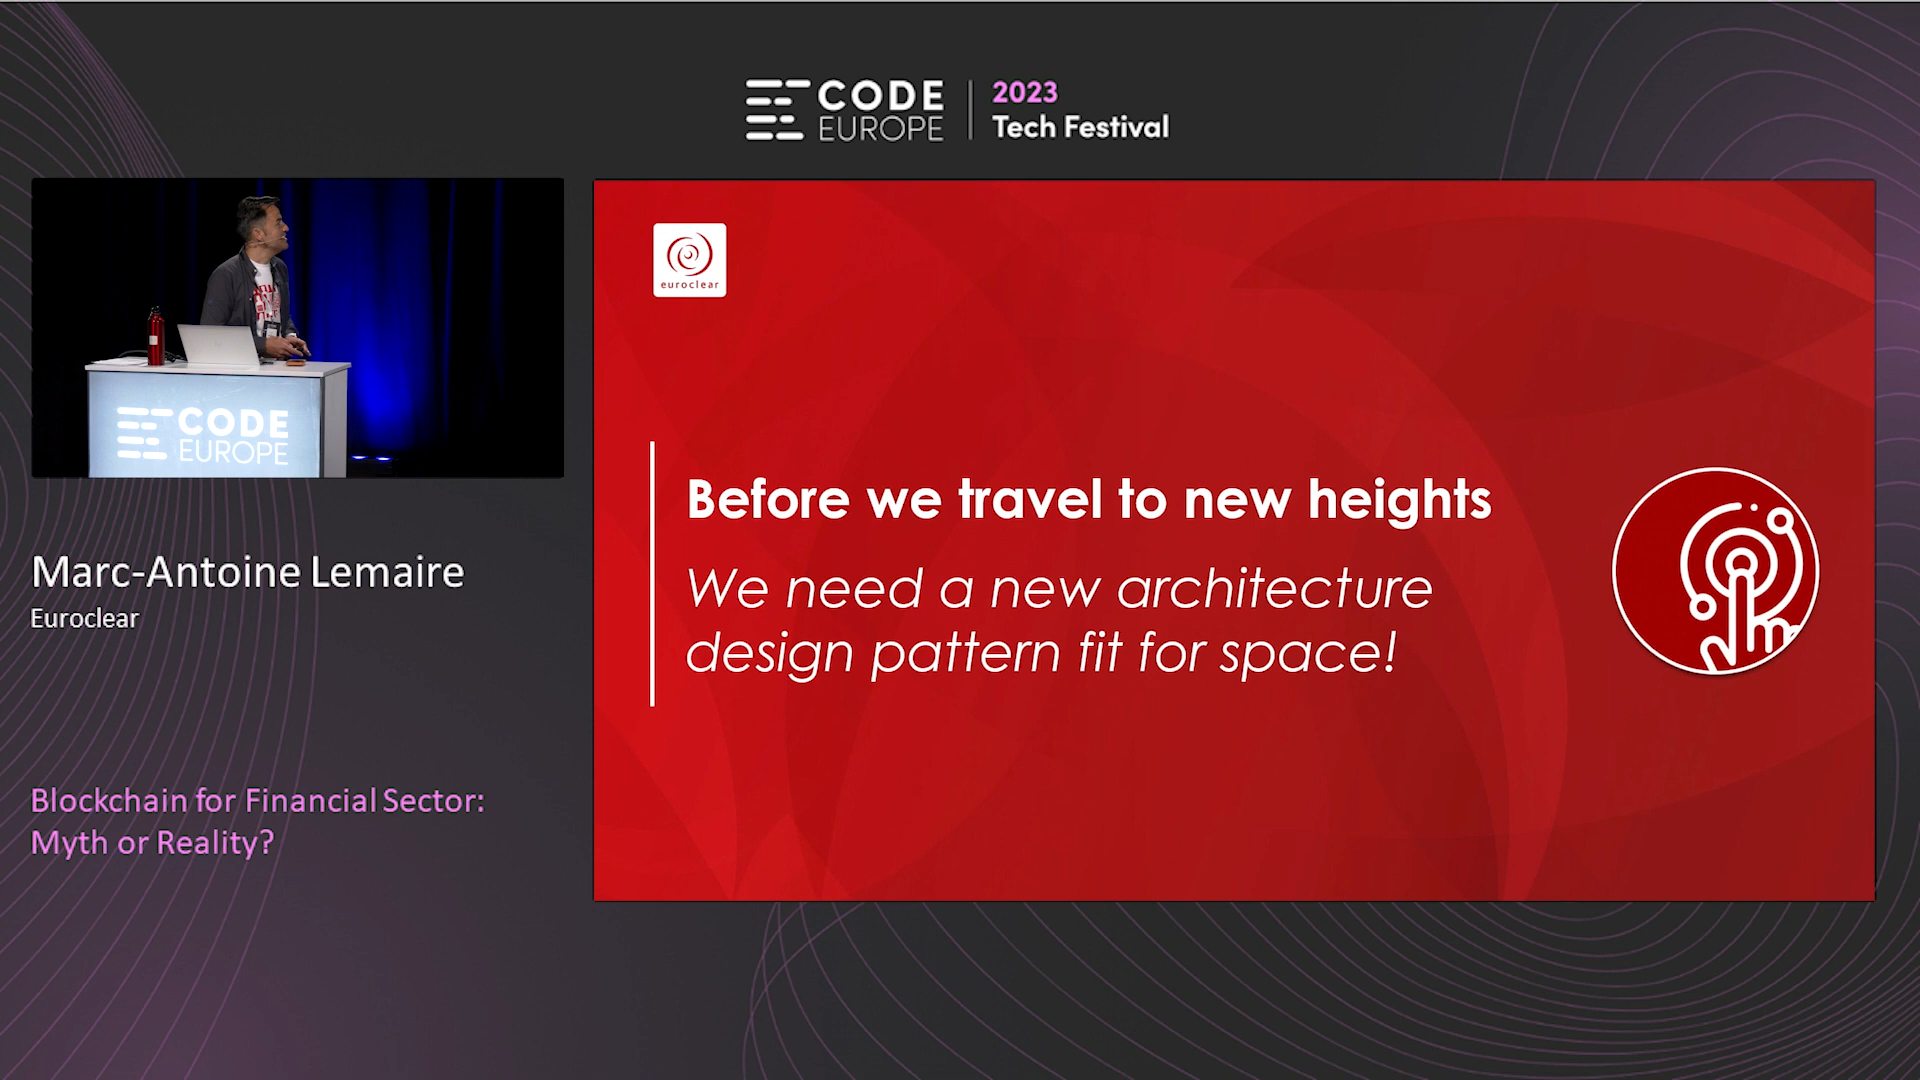 CODE
EUROPE
2023
Tech Festival
euroclear
Before we travel to new heights
We need a new architecture
design pattern fit for space!
CODE
EUROPE
Marc-Antoine Lemaire
Euroclear
Blockchain for Financial Sector:
Myth or Reality?